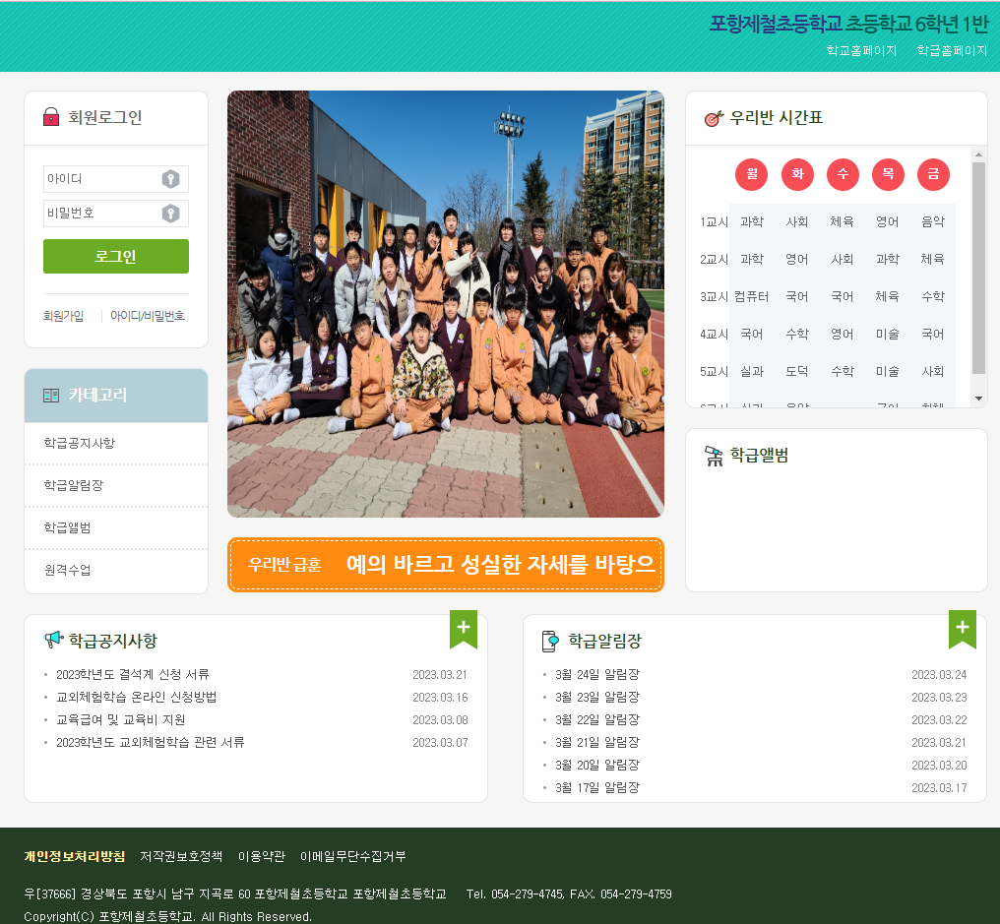 포항제철초등학교 초등학교 6학년 1반
학교홈페이지 학급홈페이지
회원로그인
아이디
비밀번호
로그인
회원가입 아이디/비밀번호
카테고리
학급공지사항
학급알림장
학급앨범
원격수업
우리반 급훈 예의 바르고 성실한 자세를 바탕으
우리반 시간표
월 화 수 목 금
1교시 과학 사회 체육 영어 음악
2교시 과학 영어 사회 과학 체육
3교시 컴퓨터 국어 국어 체육 수학
4교시 국어 수학 영어 미술 국어
5교시 실과 도덕 수학 미술 사회
학급앨범
학급공지사항
2023학년도 결석계 신청 서류 2023.03.21
교외체험학습 온라인 신청방법 2023.03.16
교육급여 및 교육비 지원 2023.03.08
2023학년도 교외체험학습 관련 서류 2023.03.07
학급알림장
3월 24일 알림장 2023.03.24
3월 23일 알림장 2023.03.23
3월 22일 알림장 2023.03.22
3월 21일 알림장 2023.03.21
3월 20일 알림장 2023.03.20
3월 17일 알림장 2023.03.17
개인정보처리방침 저작권보호정책 이용약관 이메일무단수집거부
우[37666] 경상북도 포항시 남구 지곡로 60 포항제철초등학교 포항제철초등학교 Tel. 054-279-4745, FAX. 054-279-4759
Copyright(C) 포항제철초등학교. All Rights Reserved.